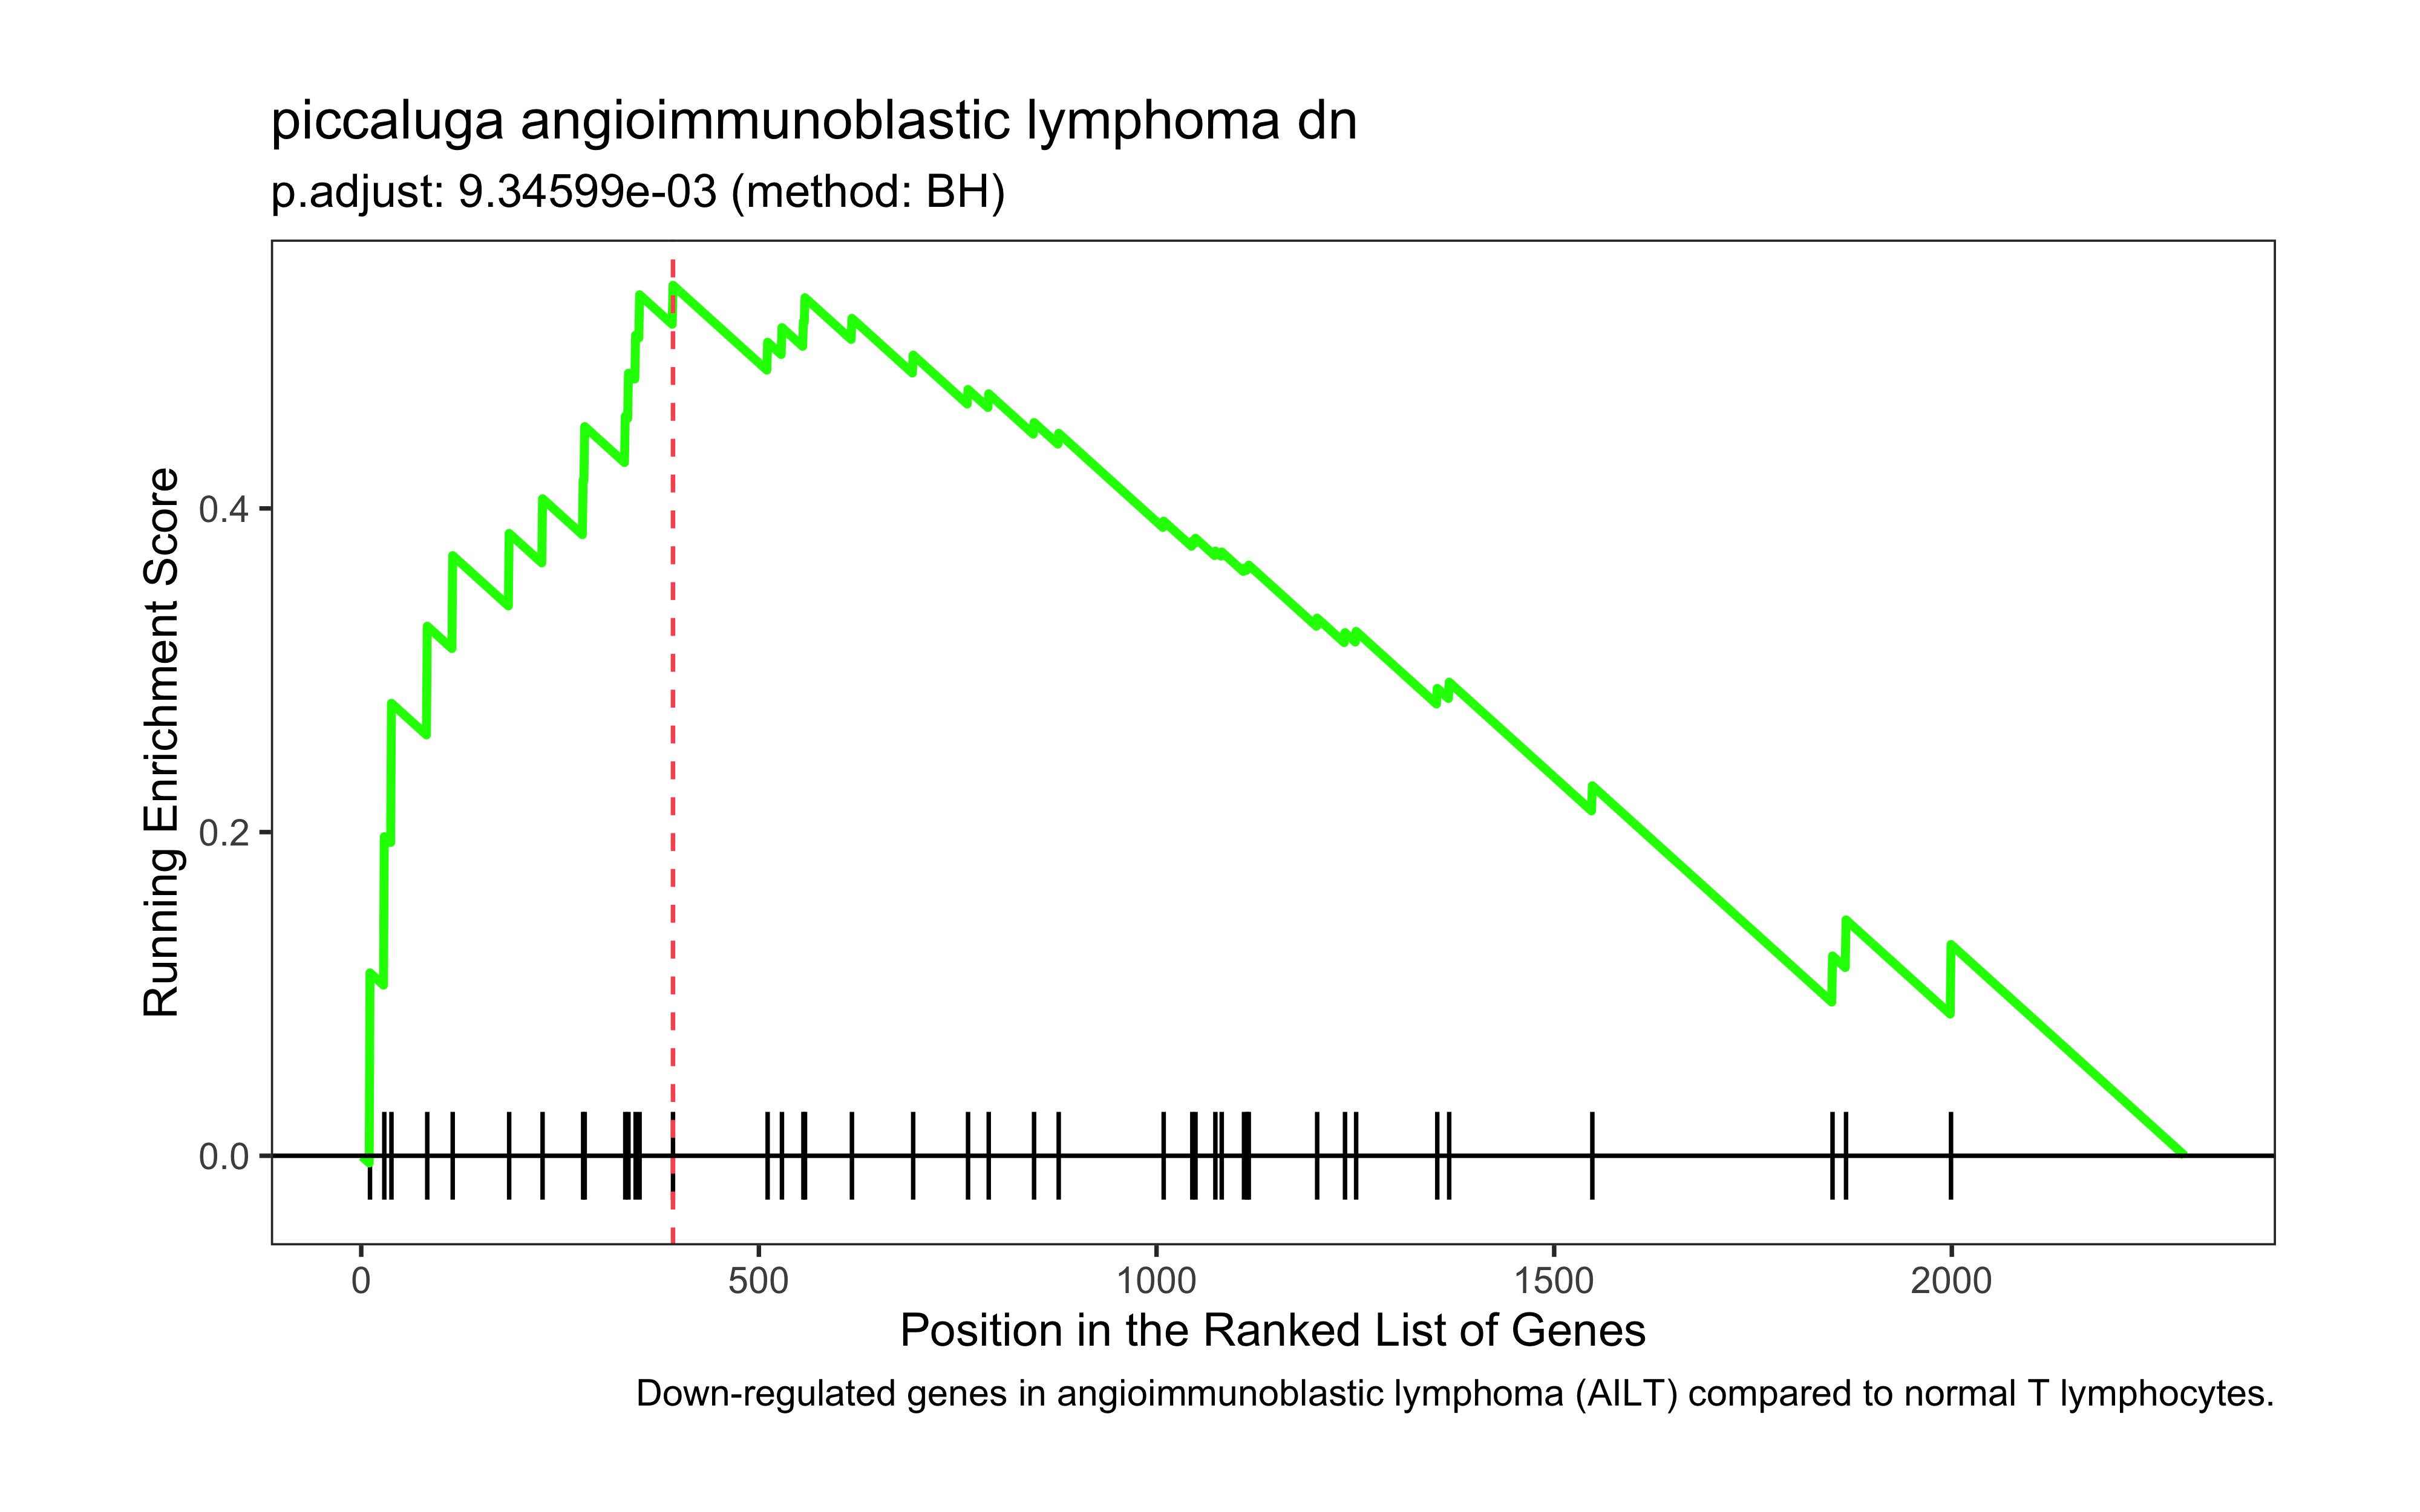 piccaluga angioimmunoblastic lymphoma dn
p.adjust: 9.34599e-03 (method: BH)
Running Enrichment Score
0.4
0.2
0.0
0 500 1000 1500 2000
Position in the Ranked List of Genes
Down-regulated genes in angioimmunoblastic lymphoma (AILT) compared to normal T lymphocytes.